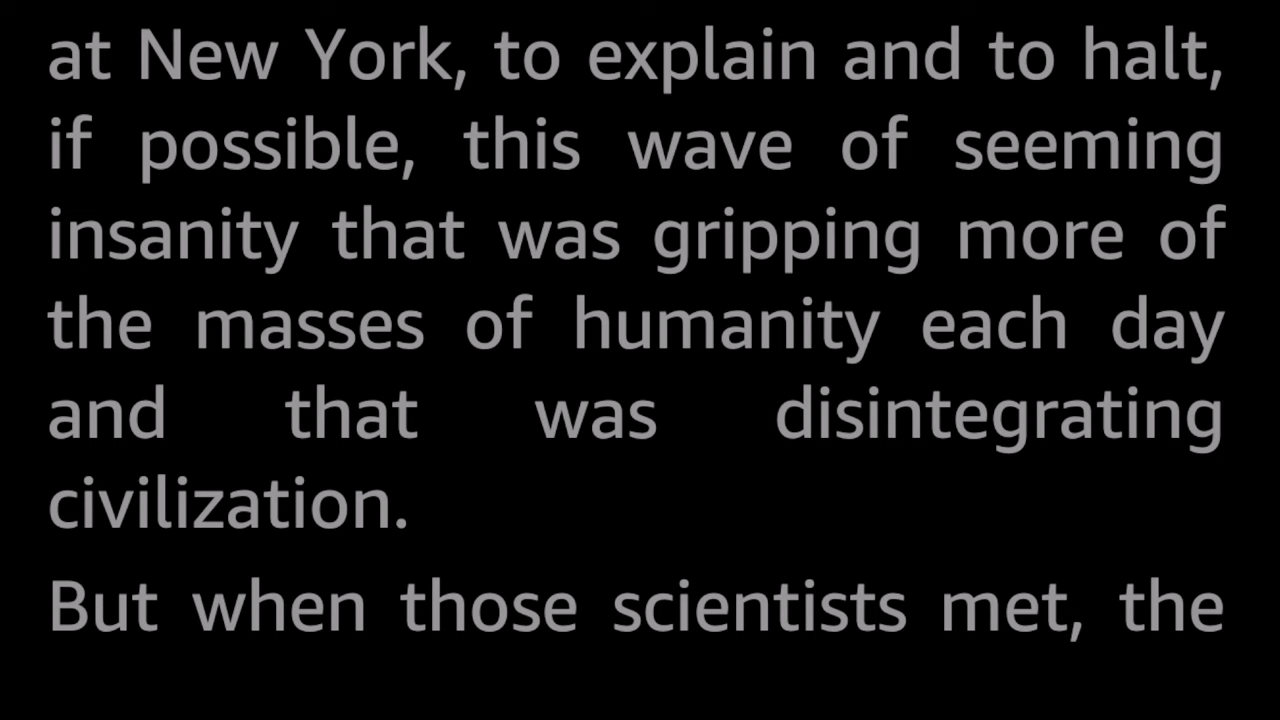 at New York, to explain and to halt,
if possible, this wave of seeming
insanity that was gripping more of
the masses of humanity each day
and that was disintegrating
civilization.
But when those scientists met, the